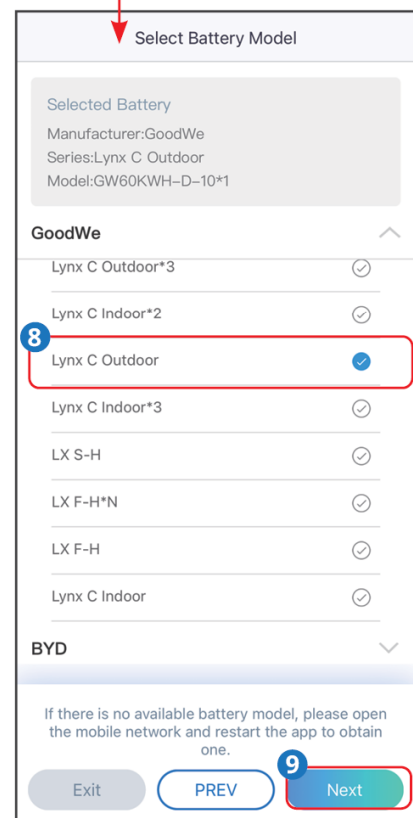 Select Battery Model
Selected Battery
Manufacturer:GoodWe
Series:Lynx C Outdoor
Model:GW60KWH-D-10*1
GoodWe
Lynx C Outdoor*3
Lynx C Indoor*2
8
Lynx C Outdoor
Lynx C Indoor*3
LX S-H
LX F-H*N
LX F-H
Lynx C Indoor
BYD
If there is no available battery model, please open
the mobile network and restart the app to obtain
one.
9
Exit PREV Next